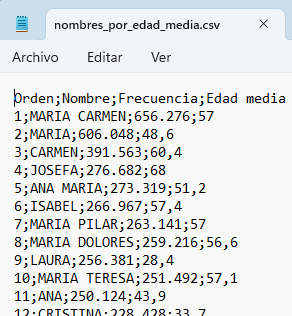 nombres_por_edad_media.csv
Archivo Editar Ver
Orden;Nombre;Frecuencia;Edad media
1;MARIA CARMEN;656.276;57
2;MARIA;606.048;48,6
3;CARMEN;391.563;60,4
4;JOSEFA;276.682;68
5;ANA MARIA;273.319;51,2
6;ISABEL;266.967;57,4
7;MARIA PILAR;263.141;57
8;MARIA DOLORES;259.216;56,6
9;LAURA;256.381;28,4
10;MARIA TERESA;251.492;57,1
11;ANA;250.124;43,9
12;CRISTINA;228.428;33,7